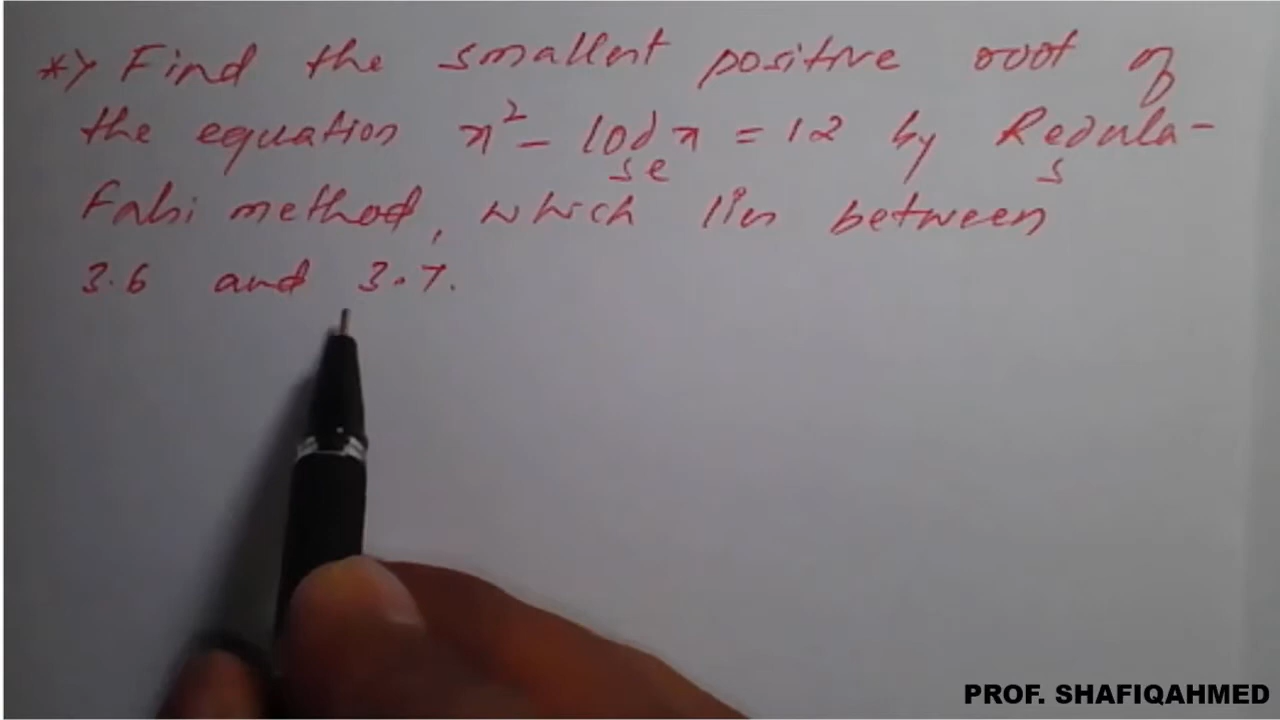 *> Find the smallest positive root of
the equation x² - logₑ x = 12 by Regula-
Falsi method, which lies between
3.6 and 3.7.
PROF. SHAFIQAHMED